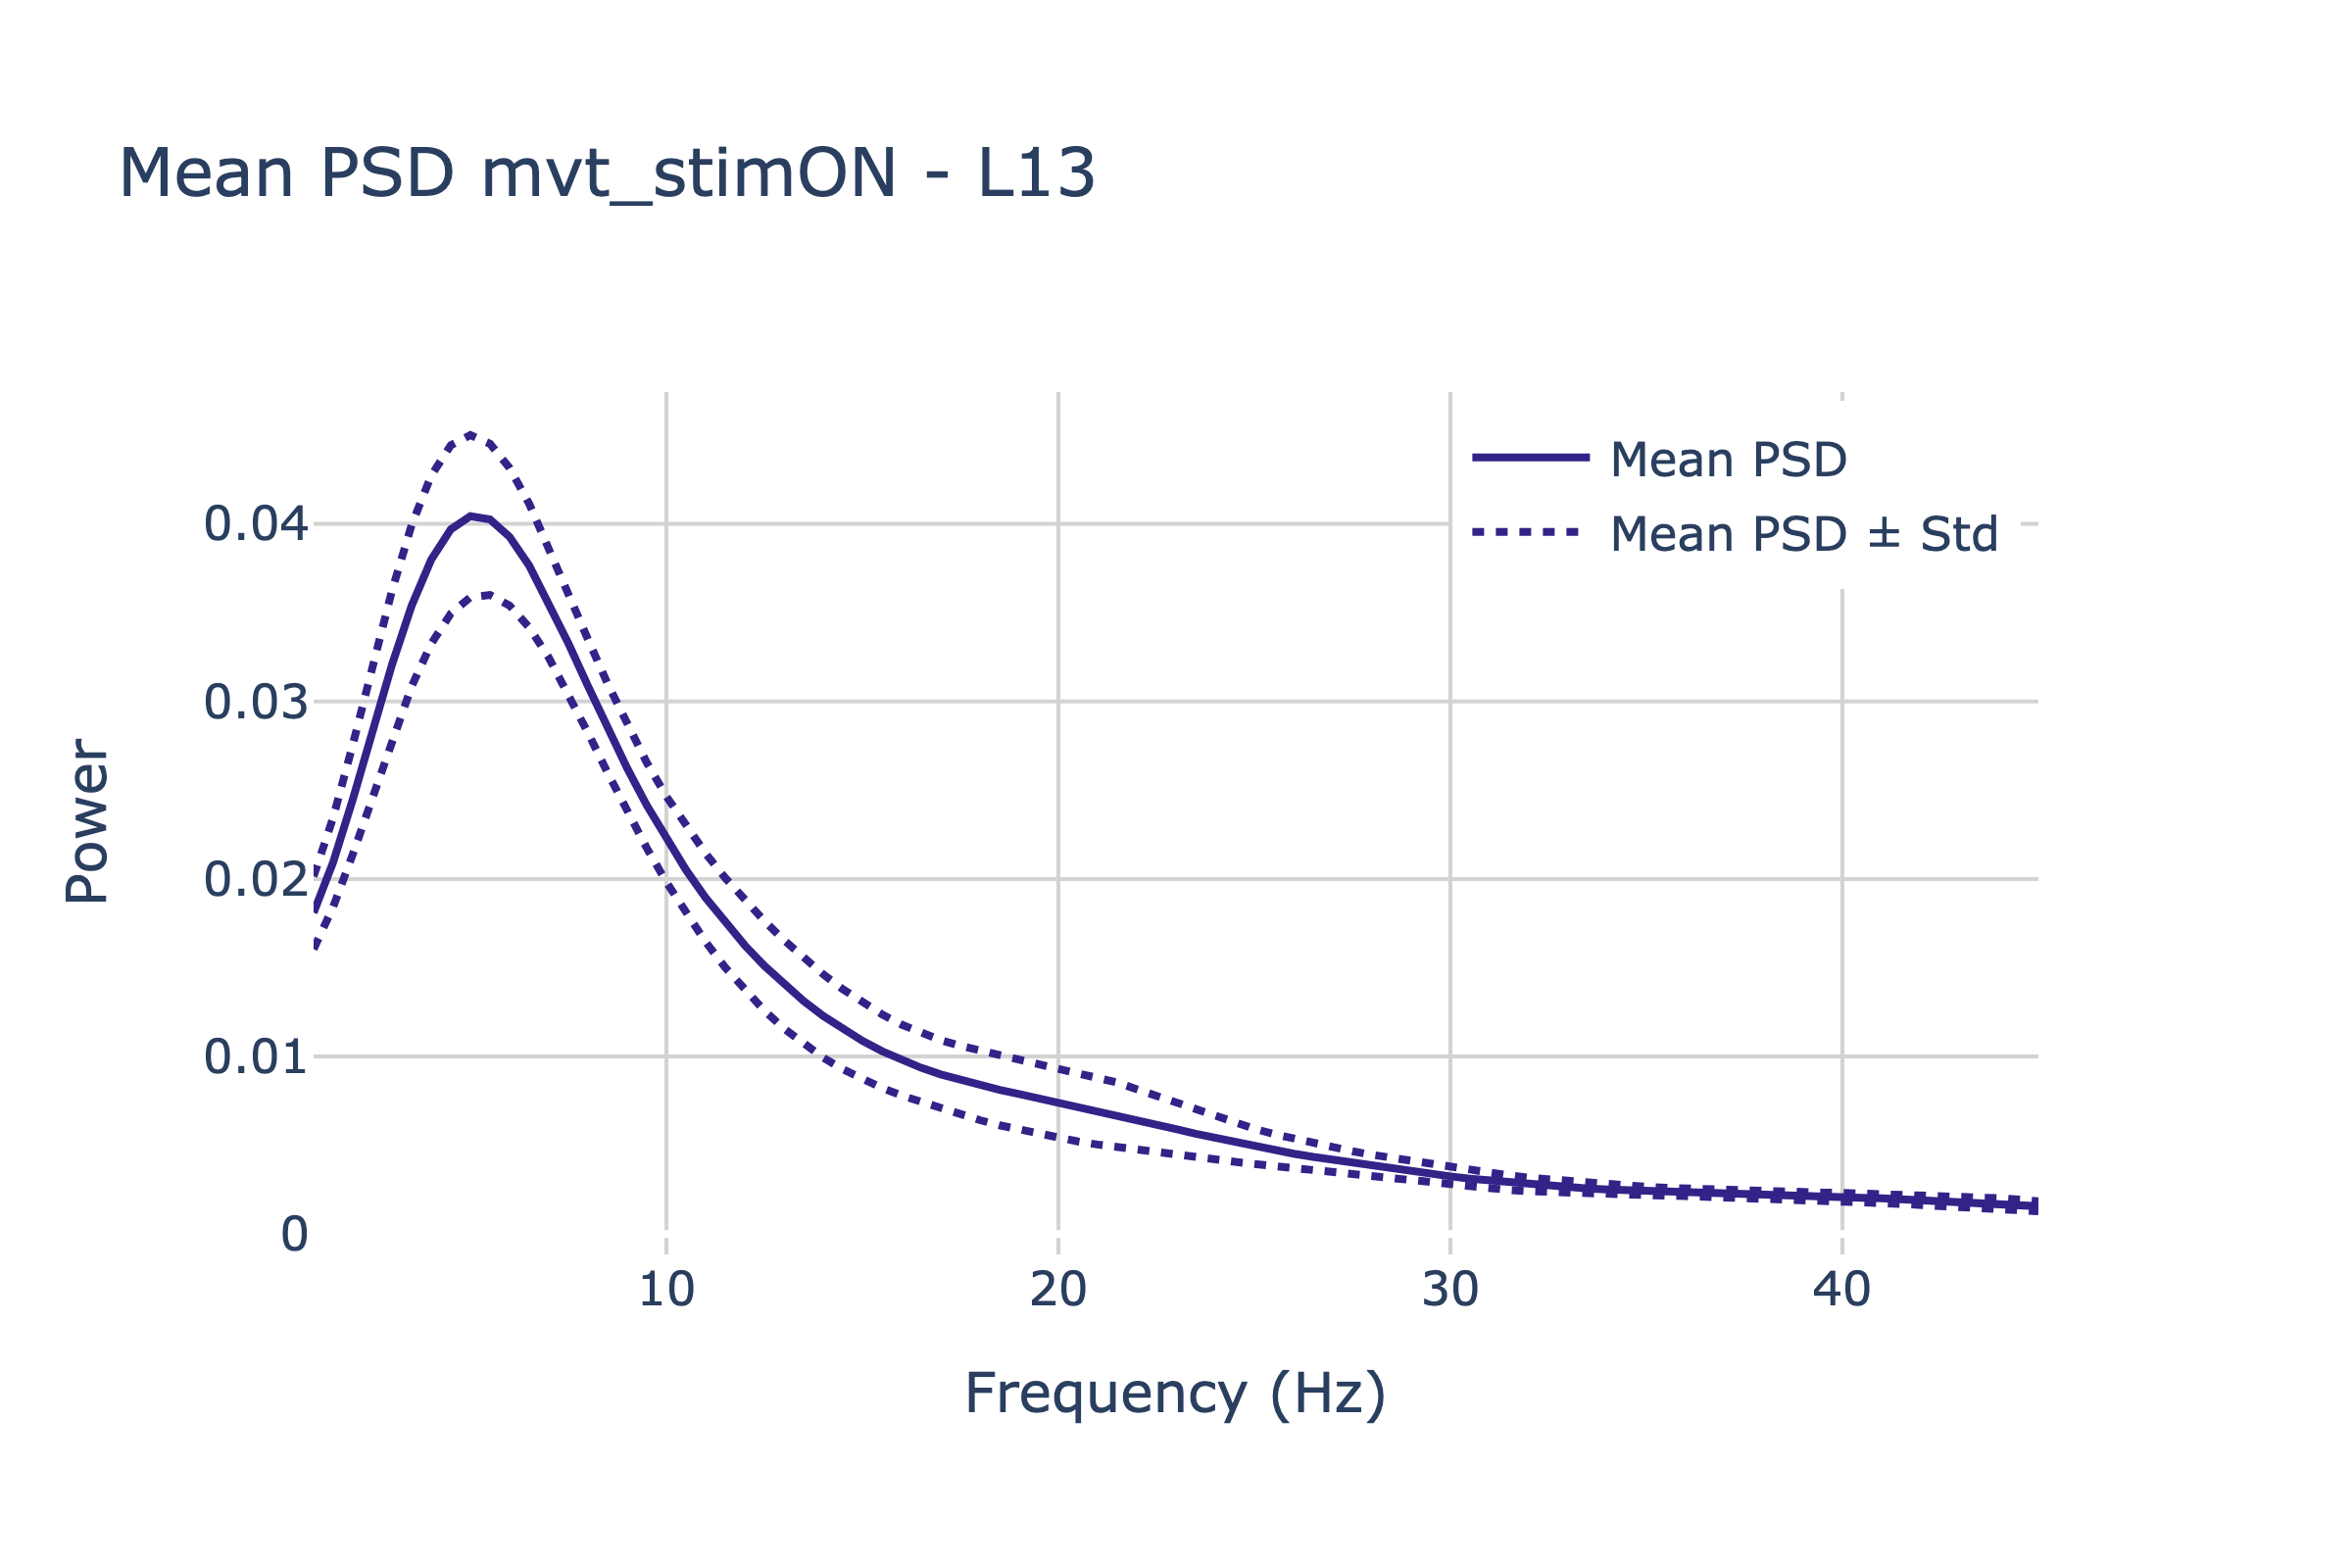 Mean PSD mvt_stimON - L13
Mean PSD
Mean PSD ± Std
0.04
0.03
0.02
0.01
0
Power
10 20 30 40
Frequency (Hz)